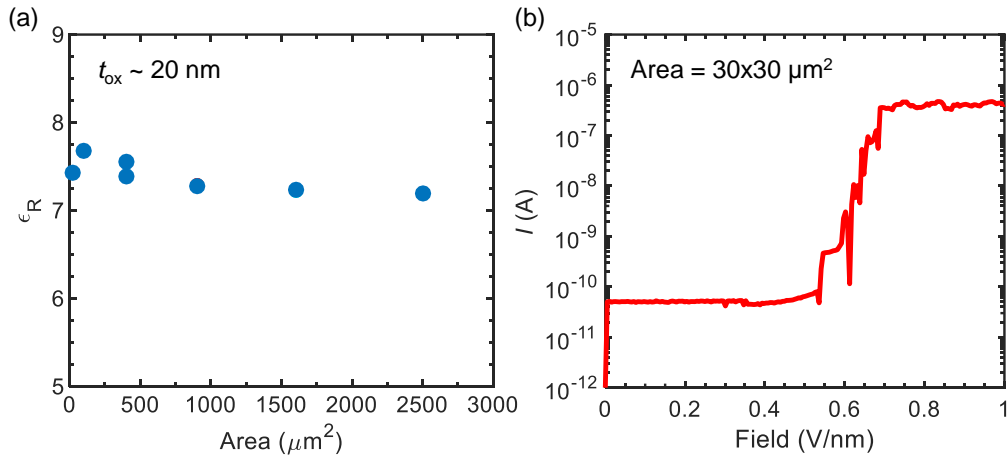 (a)
t_ox ~ 20 nm
9
8
7
6
5
ϵ_R
0 500 1000 1500 2000 2500 3000
Area (μm²)
(b)
Area = 30x30 µm²
10⁻⁵
10⁻⁶
10⁻⁷
10⁻⁸
10⁻⁹
10⁻¹⁰
10⁻¹¹
10⁻¹²
I (A)
0 0.2 0.4 0.6 0.8 1
Field (V/nm)